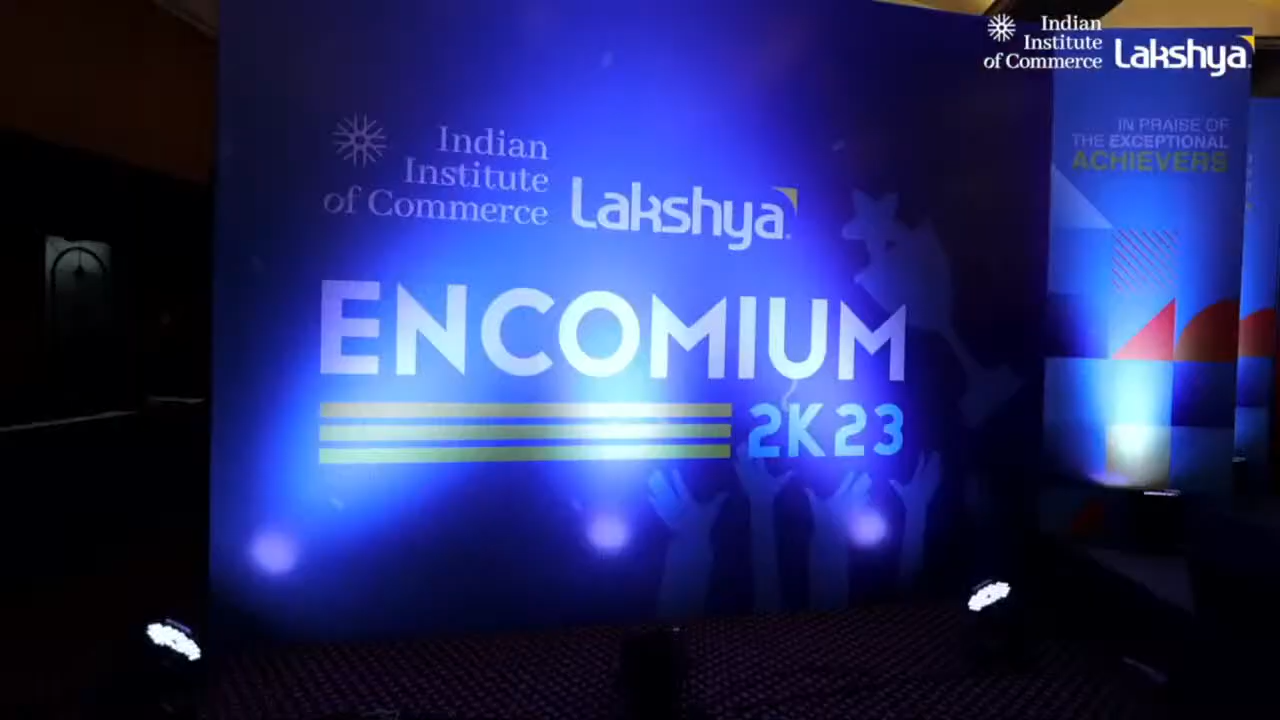 Indian
Institute
of Commerce
Lakshya
IN PRAISE OF
THE EXCEPTIONAL
ACHIEVERS
Indian
Institute
of Commerce
Lakshya
ENCOMIUM
2K23